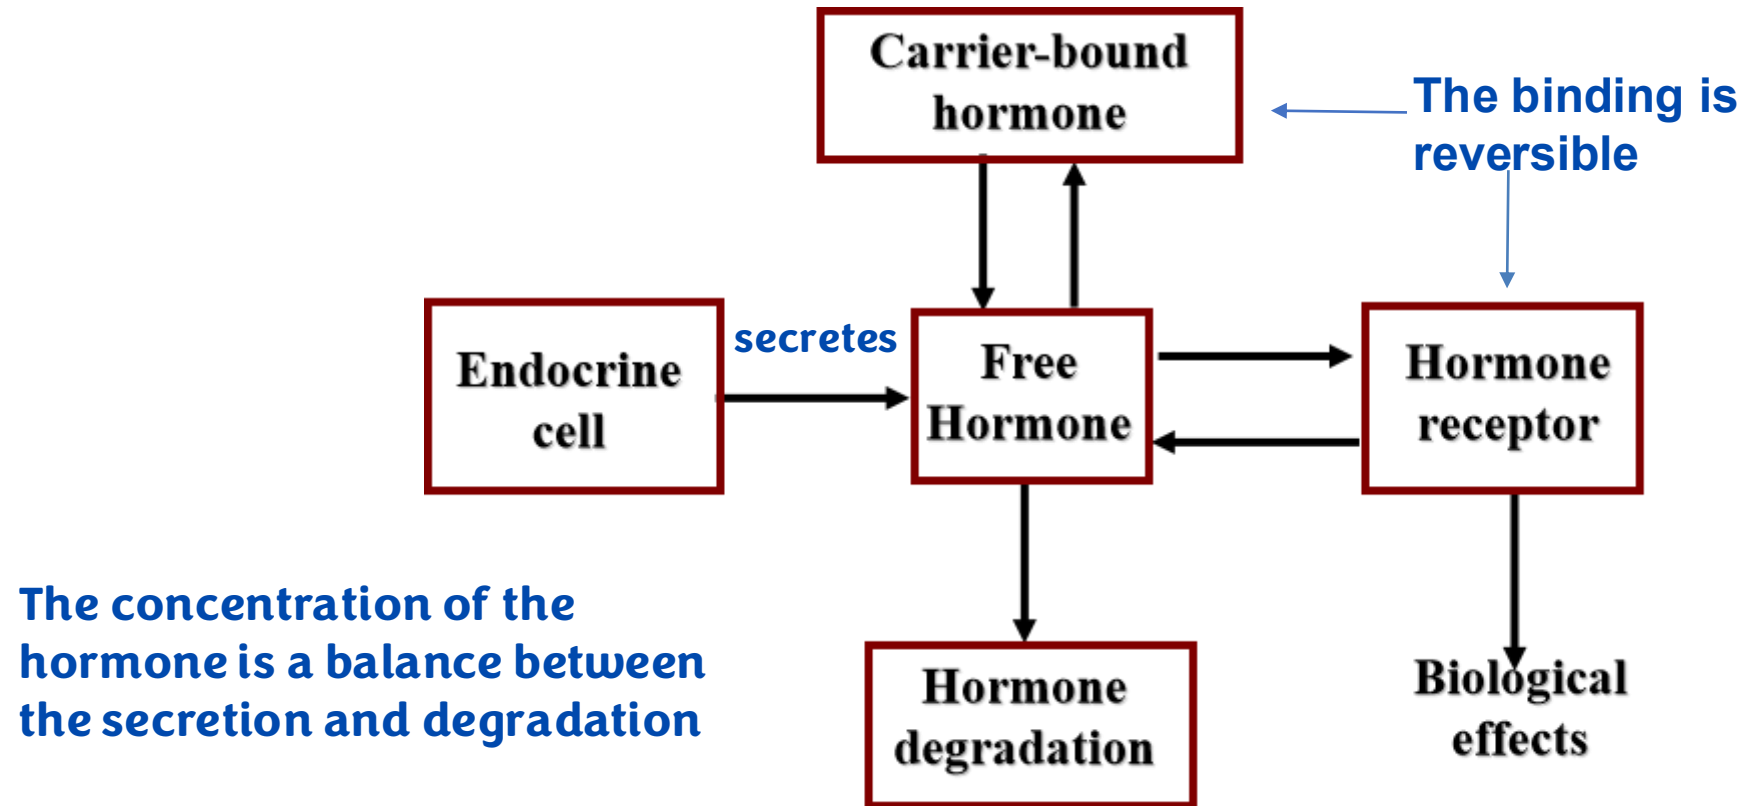 Carrier-bound
hormone
The binding is
reversible
Endocrine
cell
secretes
Free
Hormone
Hormone
receptor
The concentration of the
hormone is a balance between
the secretion and degradation
Hormone
degradation
Biological
effects